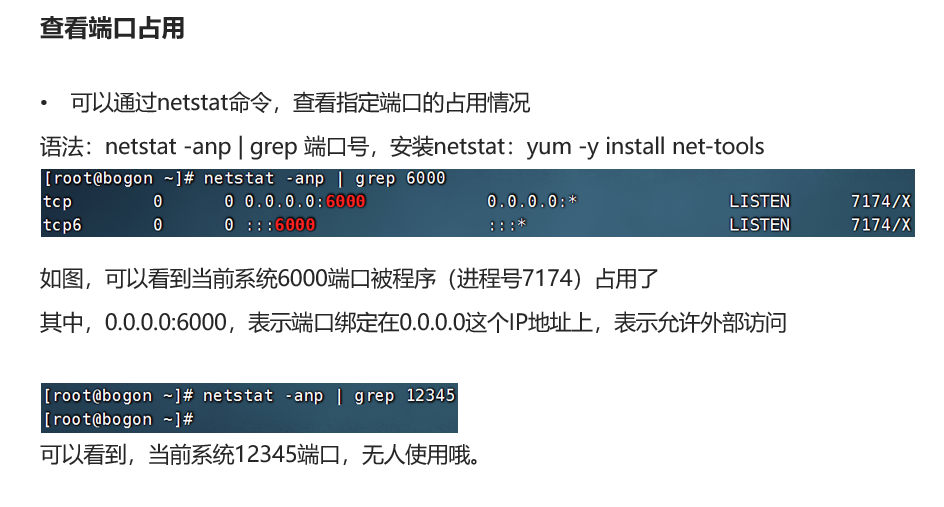 查看端口占用
• 可以通过netstat命令，查看指定端口的占用情况
语法：netstat -anp | grep 端口号，安装netstat：yum -y install net-tools
[root@bogon ~]# netstat -anp | grep 6000
tcp 0 0 0.0.0.0:6000 0.0.0.0:* LISTEN 7174/X
tcp6 0 0 :::6000 :::* LISTEN 7174/X
如图，可以看到当前系统6000端口被程序（进程号7174）占用了
其中，0.0.0.0:6000，表示端口绑定在0.0.0.0这个IP地址上，表示允许外部访问
[root@bogon ~]# netstat -anp | grep 12345
[root@bogon ~]#
可以看到，当前系统12345端口，无人使用哦。